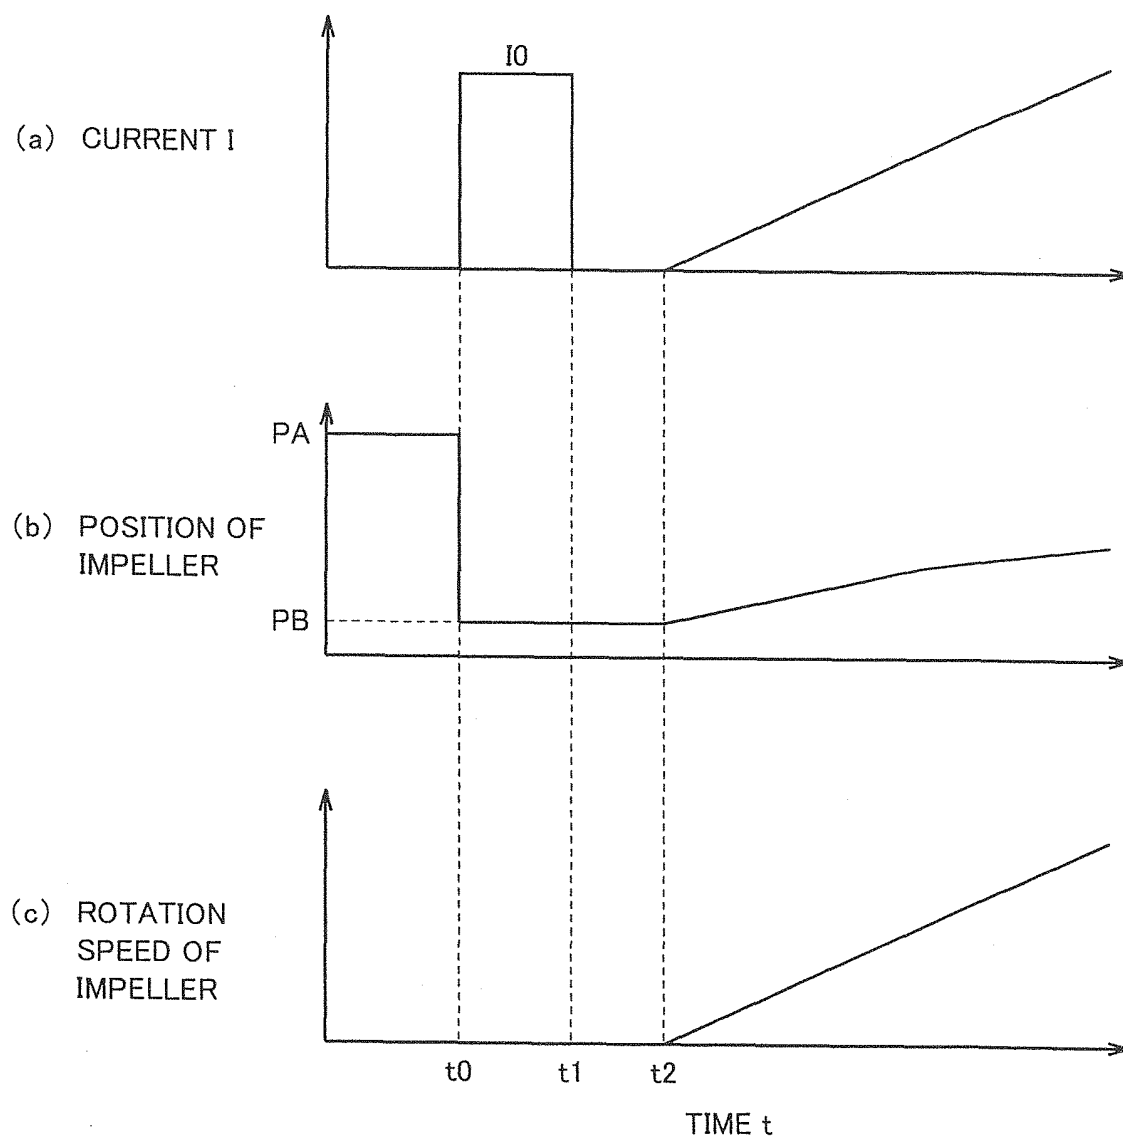 I0
(a) CURRENT I
PA
(b) POSITION OF
IMPELLER
PB
(c) ROTATION
SPEED OF
IMPELLER
t0 t1 t2
TIME t